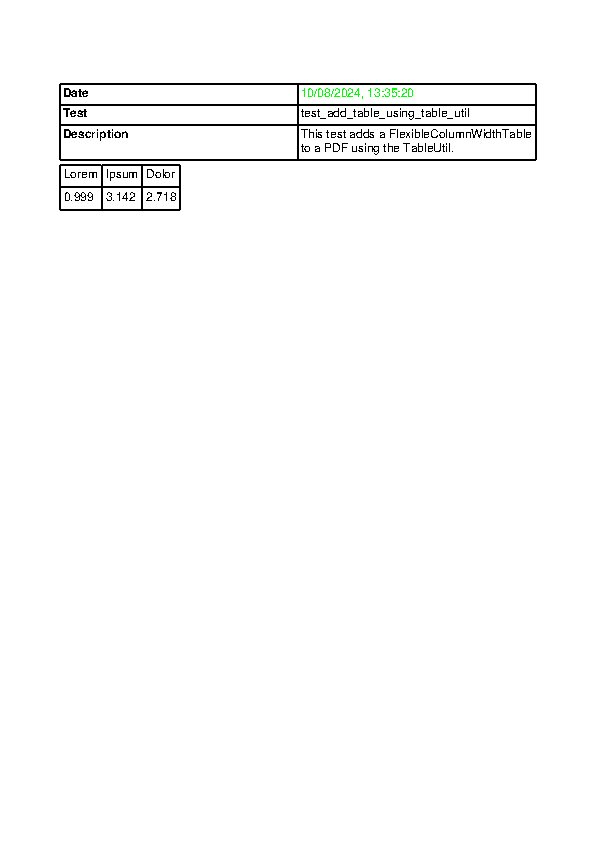 Date 10/08/2024, 13:35:20
Test test_add_table_using_table_util
Description This test adds a FlexibleColumnWidthTable
to a PDF using the TableUtil.
Lorem Ipsum Dolor
0.999 3.142 2.718